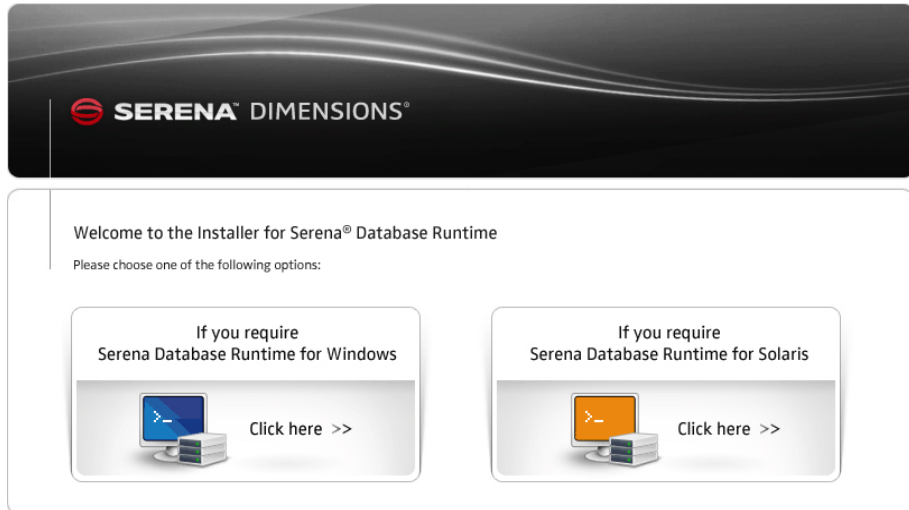 SERENA™ DIMENSIONS®
Welcome to the Installer for Serena® Database Runtime
Please choose one of the following options:
If you require
Serena Database Runtime for Windows
>_
Click here >>
If you require
Serena Database Runtime for Solaris
>_
Click here >>